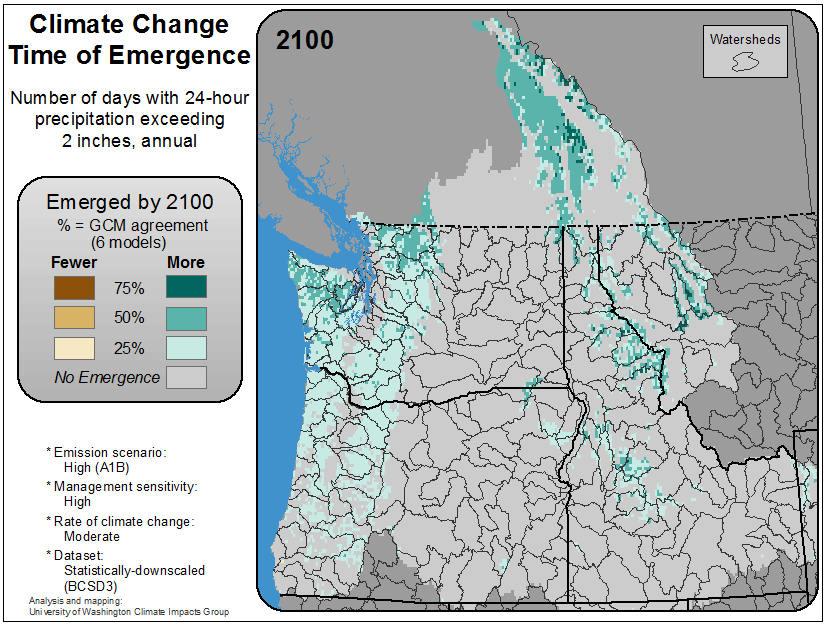 Climate Change
Time of Emergence
Number of days with 24-hour
precipitation exceeding
2 inches, annual
Emerged by 2100
% = GCM agreement
(6 models)
Fewer More
75%
50%
25%
No Emergence
* Emission scenario:
High (A1B)
* Management sensitivity:
High
* Rate of climate change:
Moderate
* Dataset:
Statistically-downscaled
(BCSD3)
Analysis and mapping:
University of Washington Climate Impacts Group
2100
Watersheds